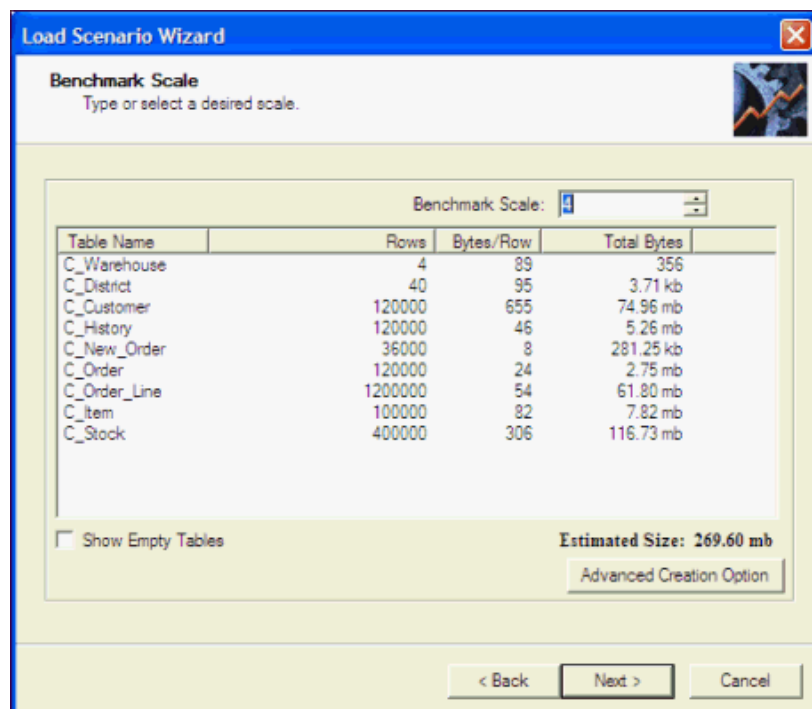 Load Scenario Wizard
Benchmark Scale
Type or select a desired scale.
Benchmark Scale: 4
Table Name Rows Bytes/Row Total Bytes
C_Warehouse 4 89 356
C_District 40 95 3.71 kb
C_Customer 120000 655 74.96 mb
C_History 120000 46 5.26 mb
C_New_Order 36000 8 281.25 kb
C_Order 120000 24 2.75 mb
C_Order_Line 1200000 54 61.80 mb
C_Item 100000 82 7.82 mb
C_Stock 400000 306 116.73 mb
Show Empty Tables Estimated Size: 269.60 mb
Advanced Creation Option
< Back Next > Cancel